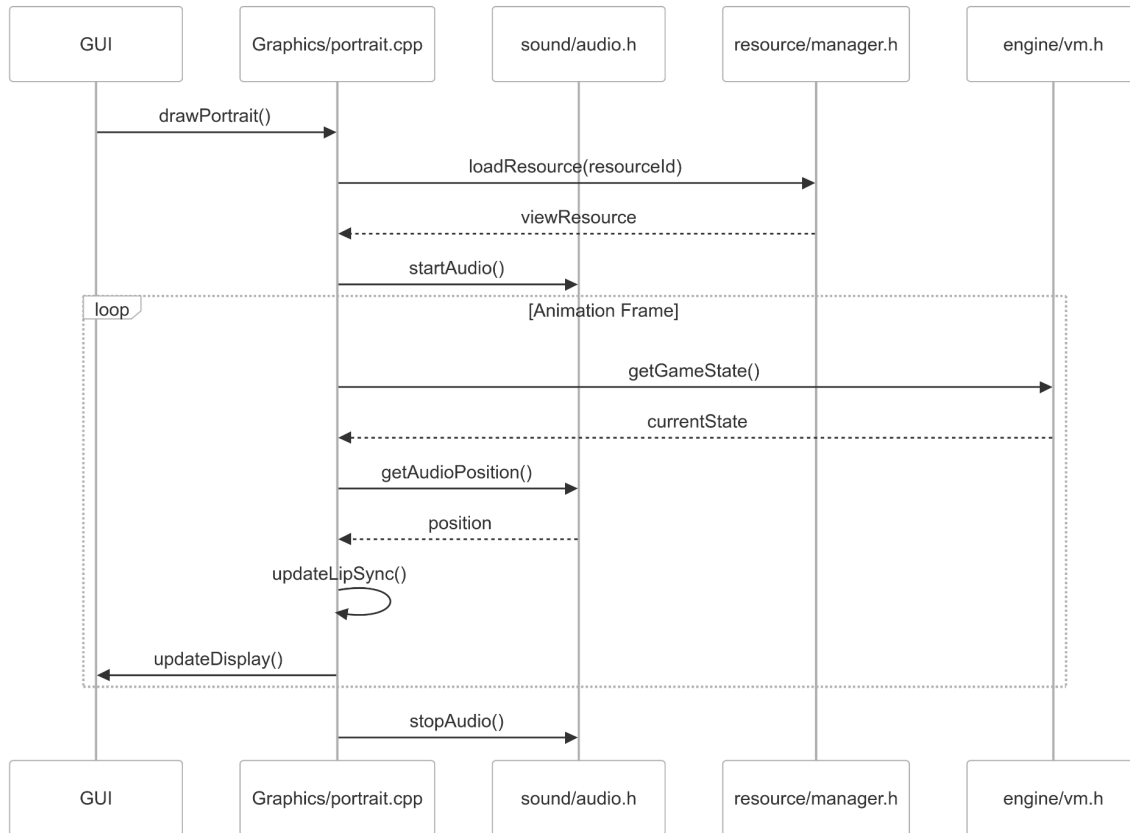 GUI
Graphics/portrait.cpp
sound/audio.h
resource/manager.h
engine/vm.h
drawPortrait()
loadResource(resourceId)
viewResource
startAudio()
loop
[Animation Frame]
getGameState()
currentState
getAudioPosition()
position
updateLipSync()
updateDisplay()
stopAudio()
GUI
Graphics/portrait.cpp
sound/audio.h
resource/manager.h
engine/vm.h